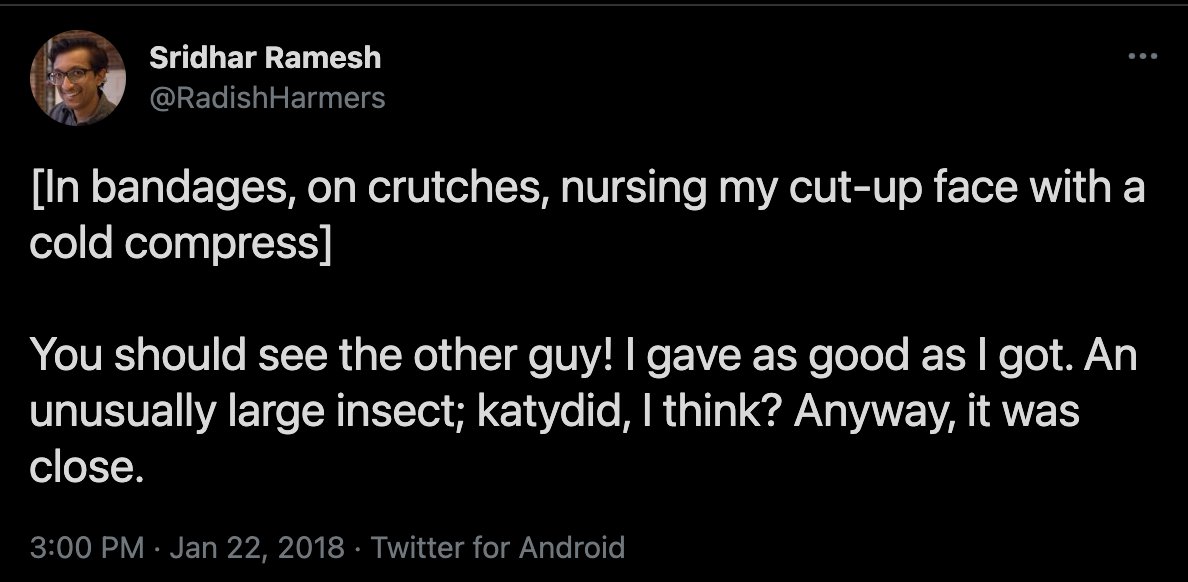 Sridhar Ramesh
@RadishHarmers
[In bandages, on crutches, nursing my cut-up face with a
cold compress]
You should see the other guy! I gave as good as I got. An
unusually large insect; katydid, I think? Anyway, it was
close.
3:00 PM · Jan 22, 2018 · Twitter for Android